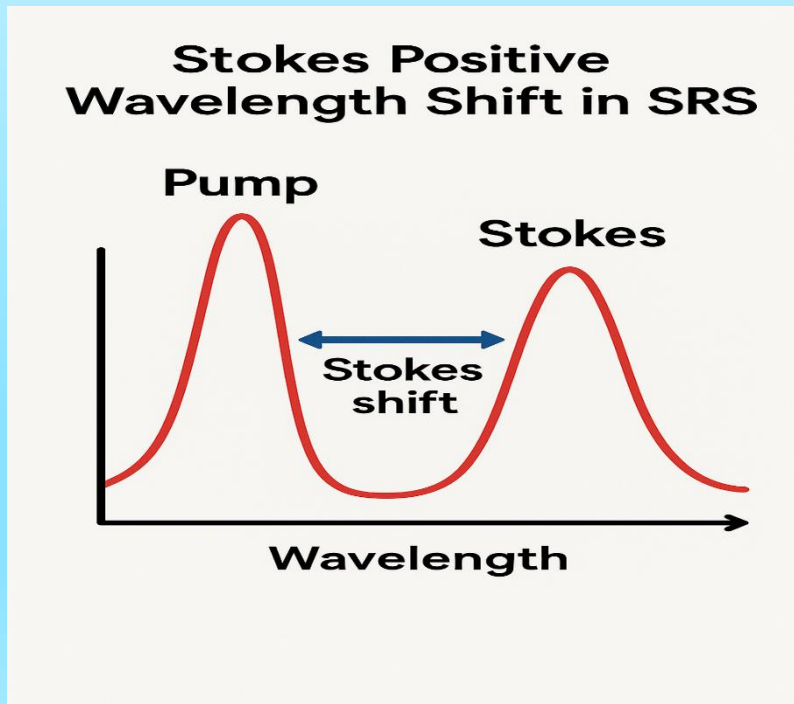 Stokes Positive
Wavelength Shift in SRS
Pump
Stokes
Stokes
shift
Wavelength